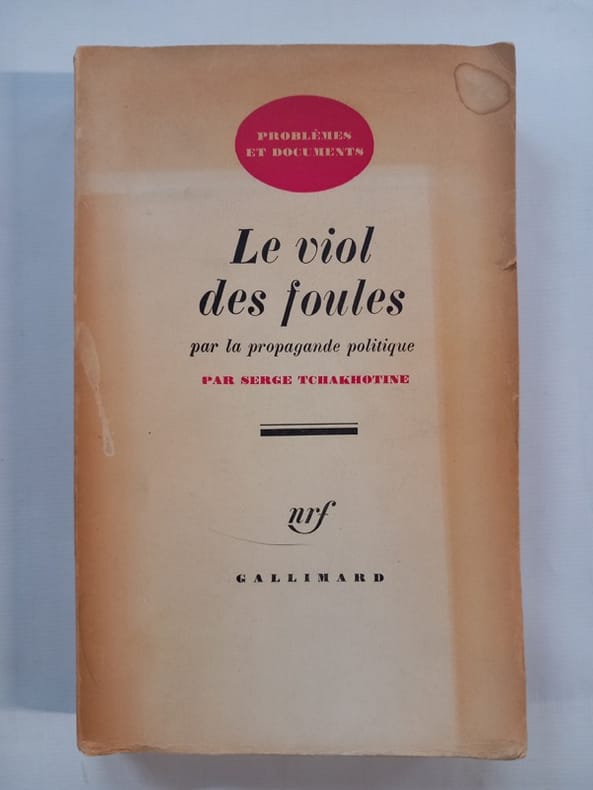 PROBLÈMES
ET DOCUMENTS
Le viol
des foules
par la propagande politique
PAR SERGE TCHAKHOTINE
nrf
GALLIMARD